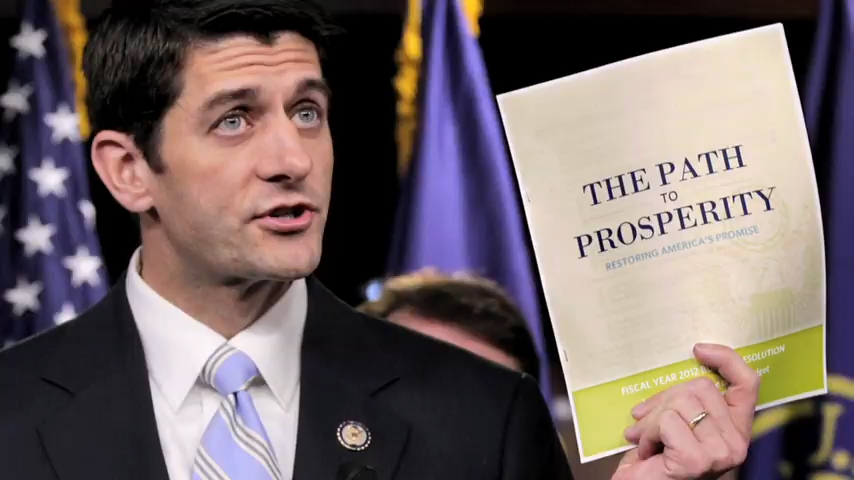 THE PATH
TO
PROSPERITY
RESTORING AMERICA'S PROMISE
FISCAL YEAR 2012 RESOLUTION